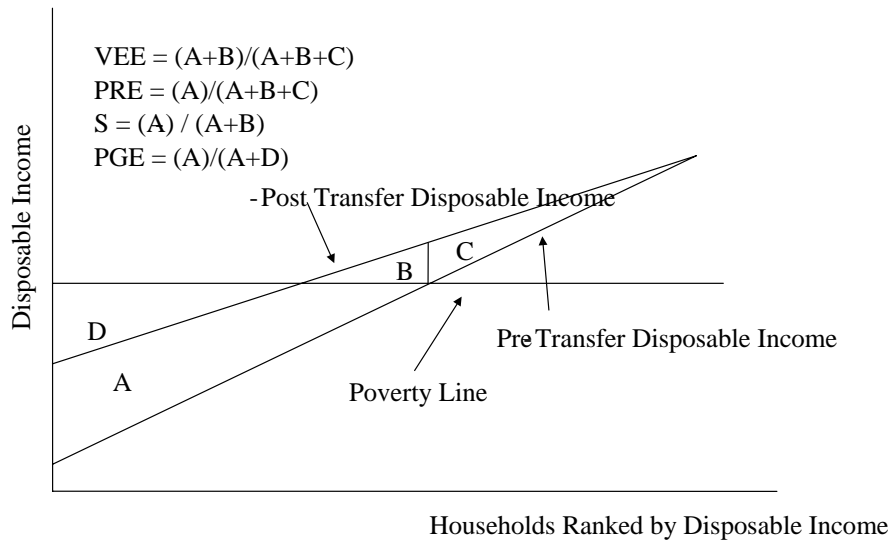 VEE = (A+B)/(A+B+C)
PRE = (A)/(A+B+C)
S = (A) / (A+B)
PGE = (A)/(A+D)
-Post Transfer Disposable Income
C
B
D
Pre Transfer Disposable Income
A
Poverty Line
Disposable Income
Households Ranked by Disposable Income